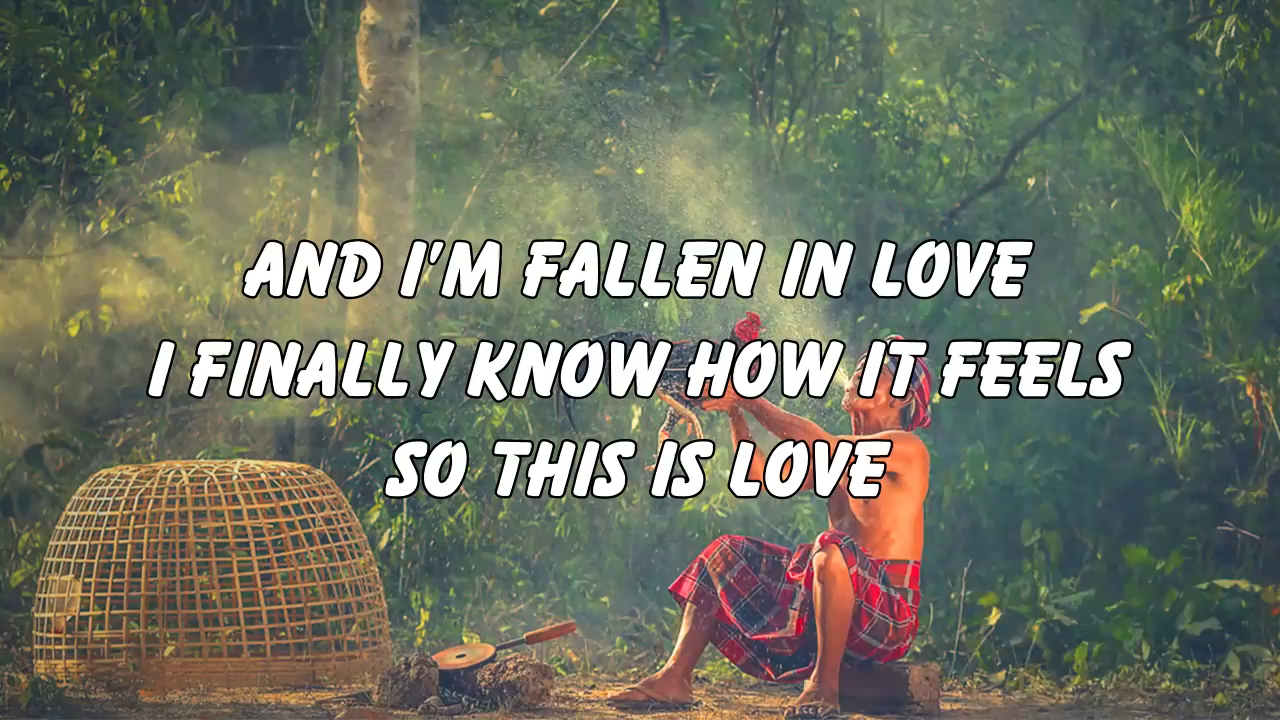 AND I'M FALLEN IN LOVE
I FINALLY KNOW HOW IT FEELS
SO THIS IS LOVE